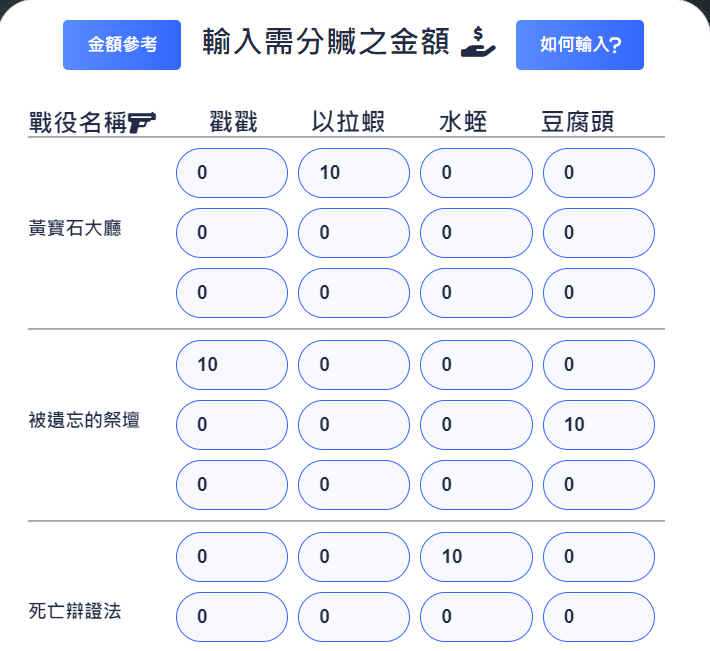 金額參考 輸入需分贓之金額 $ 如何輸入?
戰役名稱 戳戳 以拉蝦 水蛭 豆腐頭
0 10 0 0
黃寶石大廳 0 0 0 0
0 0 0 0
10 0 0 0
被遺忘的祭壇 0 0 0 10
0 0 0 0
0 0 10 0
死亡辯證法 0 0 0 0